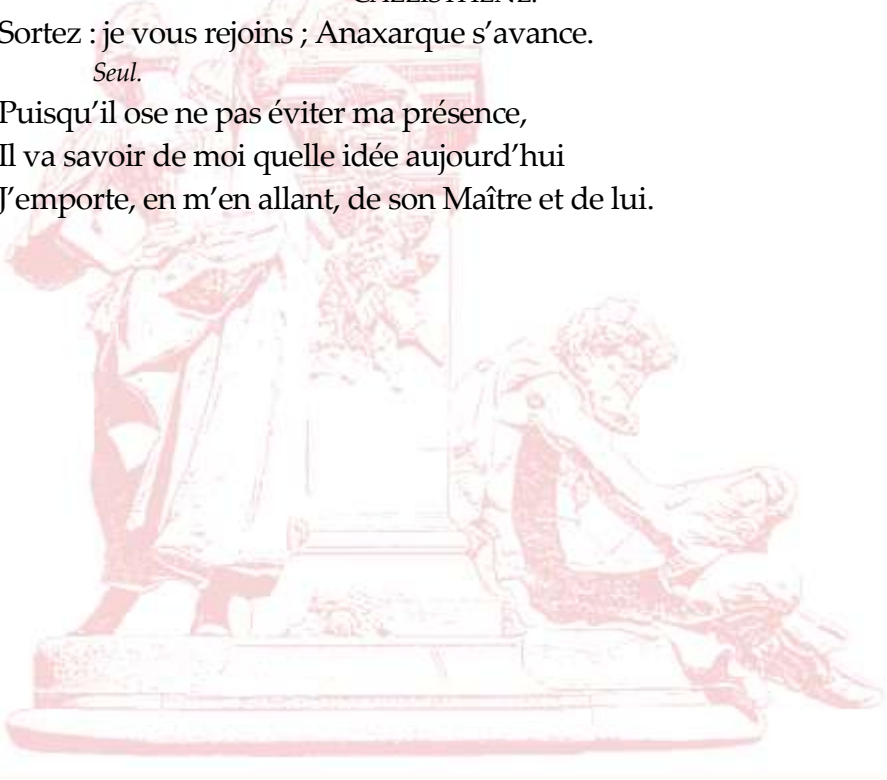 CALLISTHÈNE.
Sortez : je vous rejoins ; Anaxarque s’avance.
Seul.
Puisqu’il ose ne pas éviter ma présence,
Il va savoir de moi quelle idée aujourd’hui
J’emporte, en m’en allant, de son Maître et de lui.